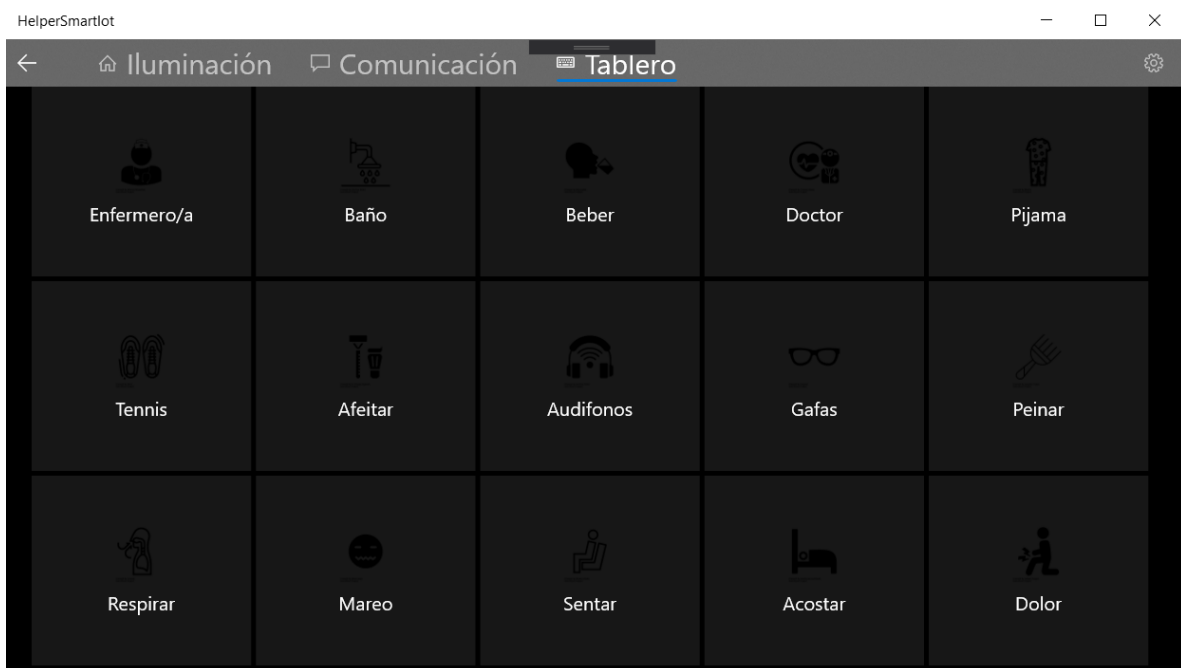 HelperSmartIot
Iluminación Comunicación Tablero
Enfermero/a Baño Beber Doctor Pijama
Tennis Afeitar Audifonos Gafas Peinar
Respirar Mareo Sentar Acostar Dolor